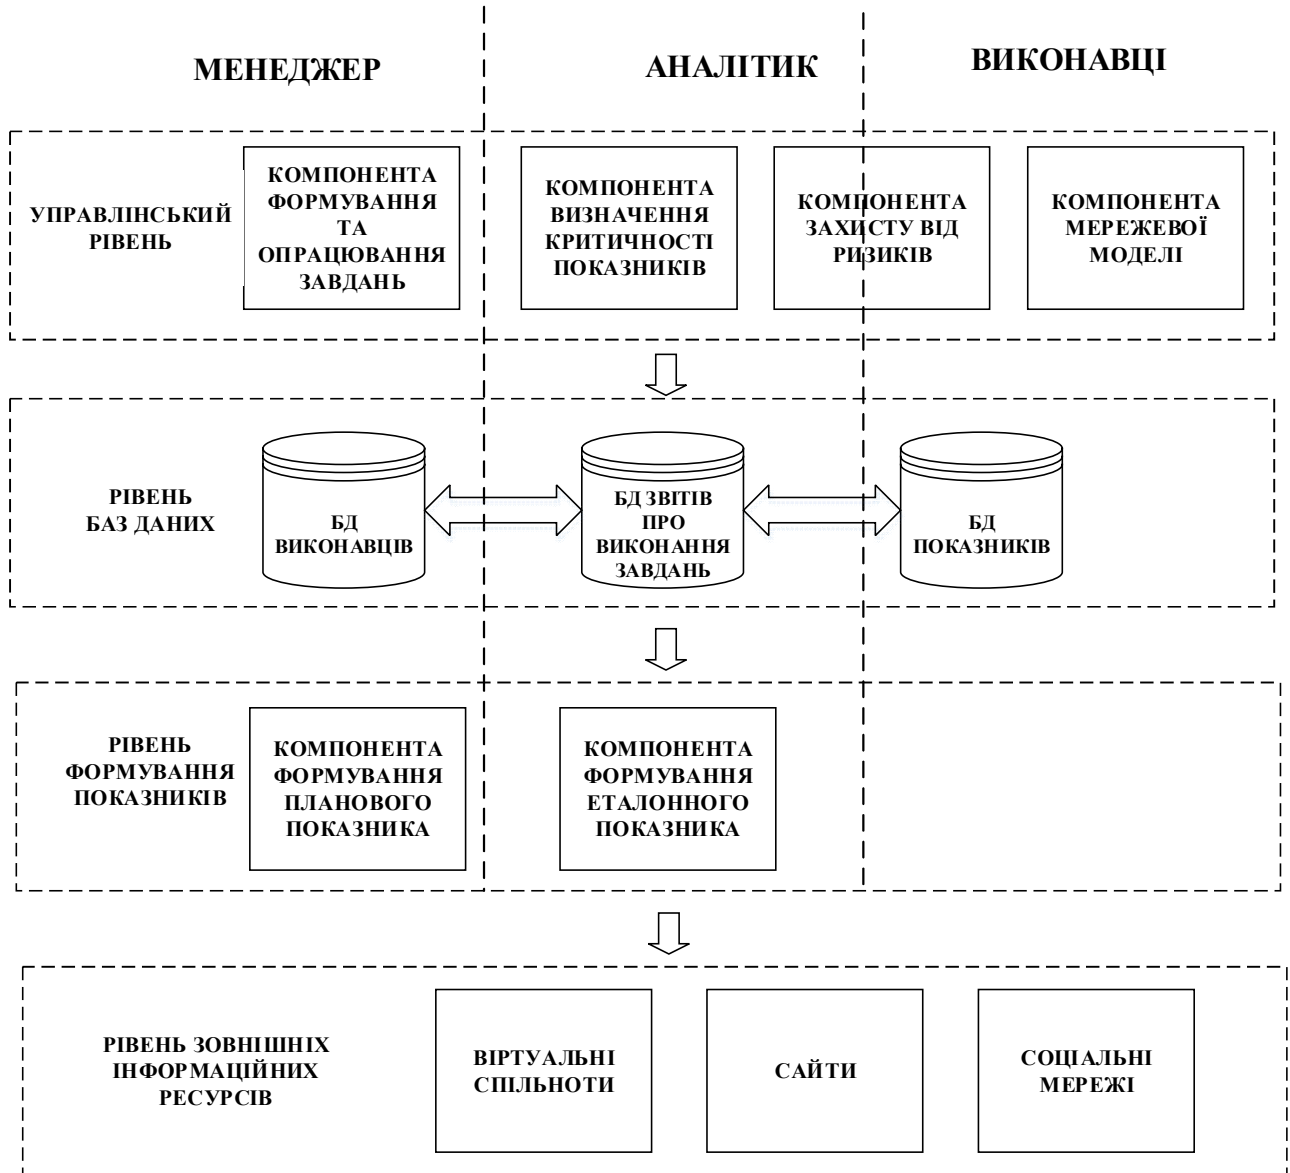 МЕНЕДЖЕР
АНАЛІТИК
ВИКОНАВЦІ
УПРАВЛІНСЬКИЙ
РІВЕНЬ
КОМПОНЕНТА
ФОРМУВАННЯ
ТА
ОПРАЦЮВАННЯ
ЗАВДАНЬ
КОМПОНЕНТА
ВИЗНАЧЕННЯ
КРИТИЧНОСТІ
ПОКАЗНИКІВ
КОМПОНЕНТА
ЗАХИСТУ ВІД
РИЗИКІВ
КОМПОНЕНТА
МЕРЕЖЕВОЇ
МОДЕЛІ
РІВЕНЬ
БАЗ ДАНИХ
БД
ВИКОНАВЦІВ
БД ЗВІТІВ
ПРО
ВИКОНАННЯ
ЗАВДАНЬ
БД
ПОКАЗНИКІВ
РІВЕНЬ
ФОРМУВАННЯ
ПОКАЗНИКІВ
КОМПОНЕНТА
ФОРМУВАННЯ
ПЛАНОВОГО
ПОКАЗНИКА
КОМПОНЕНТА
ФОРМУВАННЯ
ЕТАЛОННОГО
ПОКАЗНИКА
РІВЕНЬ ЗОВНІШНІХ
ІНФОРМАЦІЙНИХ
РЕСУРСІВ
ВІРТУАЛЬНІ
СПІЛЬНОТИ
САЙТИ
СОЦІАЛЬНІ
МЕРЕЖІ